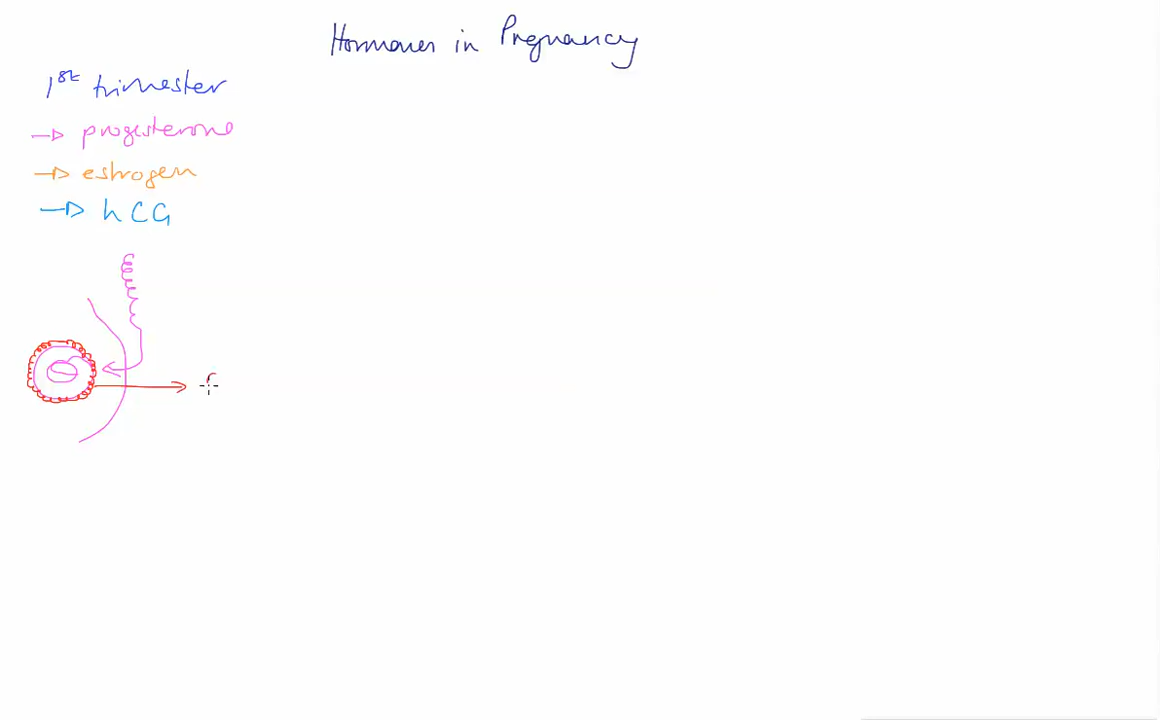 Hormones in Pregnancy
1st trimester
→ progesterone
→ estrogen
→ hCG